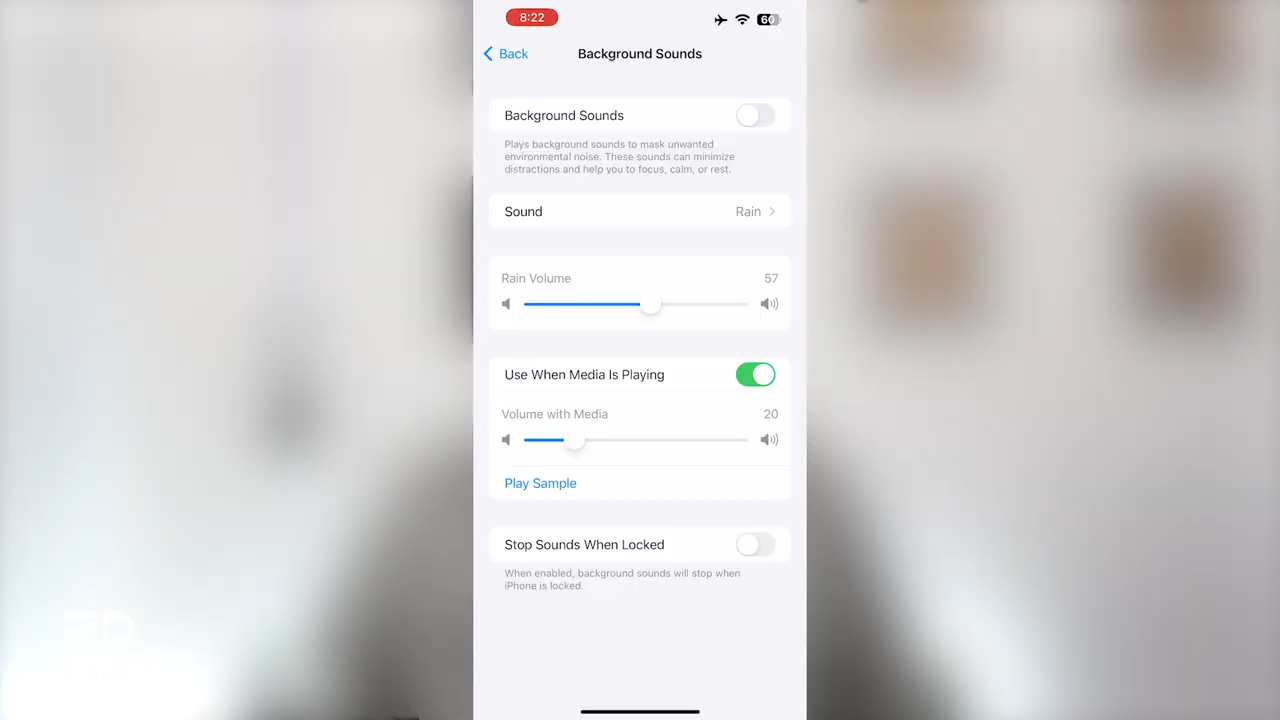 8:22
60
Back
Background Sounds
Background Sounds
Plays background sounds to mask unwanted
environmental noise. These sounds can minimize
distractions and help you to focus, calm, or rest.
Sound Rain
Rain Volume 57
Use When Media Is Playing
Volume with Media 20
Play Sample
Stop Sounds When Locked
When enabled, background sounds will stop when
iPhone is locked.